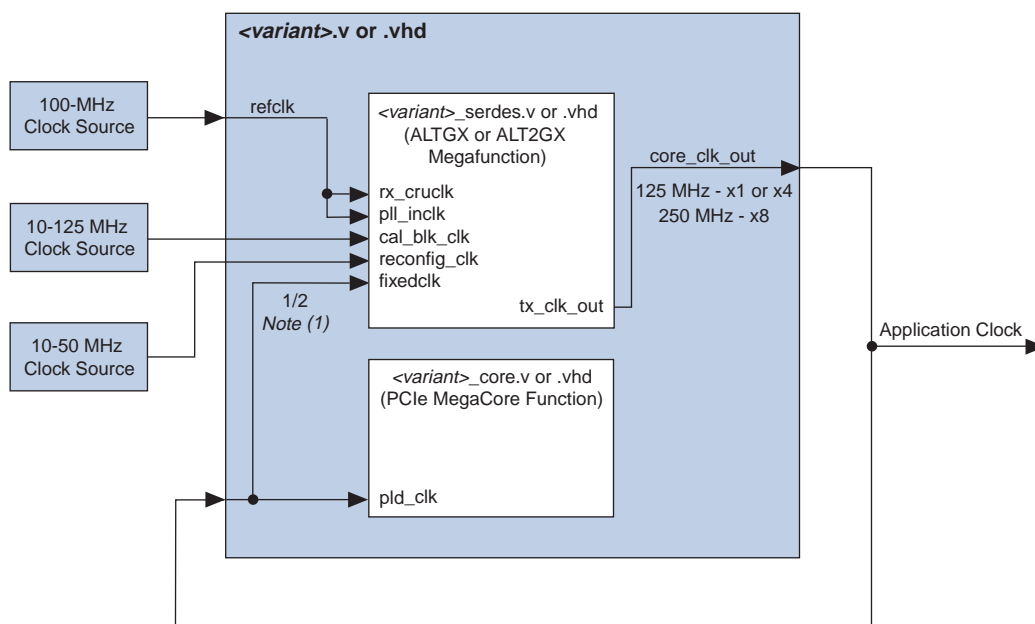 <variant>.v or .vhd
100-MHz
Clock Source
refclk
<variant>_serdes.v or .vhd
(ALTGX or ALT2GX
Megafunction)
core_clk_out
125 MHz - x1 or x4
250 MHz - x8
rx_cruclk
pll_inclk
10-125 MHz
Clock Source
cal_blk_clk
reconfig_clk
fixedclk
1/2
Note (1)
tx_clk_out
10-50 MHz
Clock Source
Application Clock
<variant>_core.v or .vhd
(PCIe MegaCore Function)
pld_clk